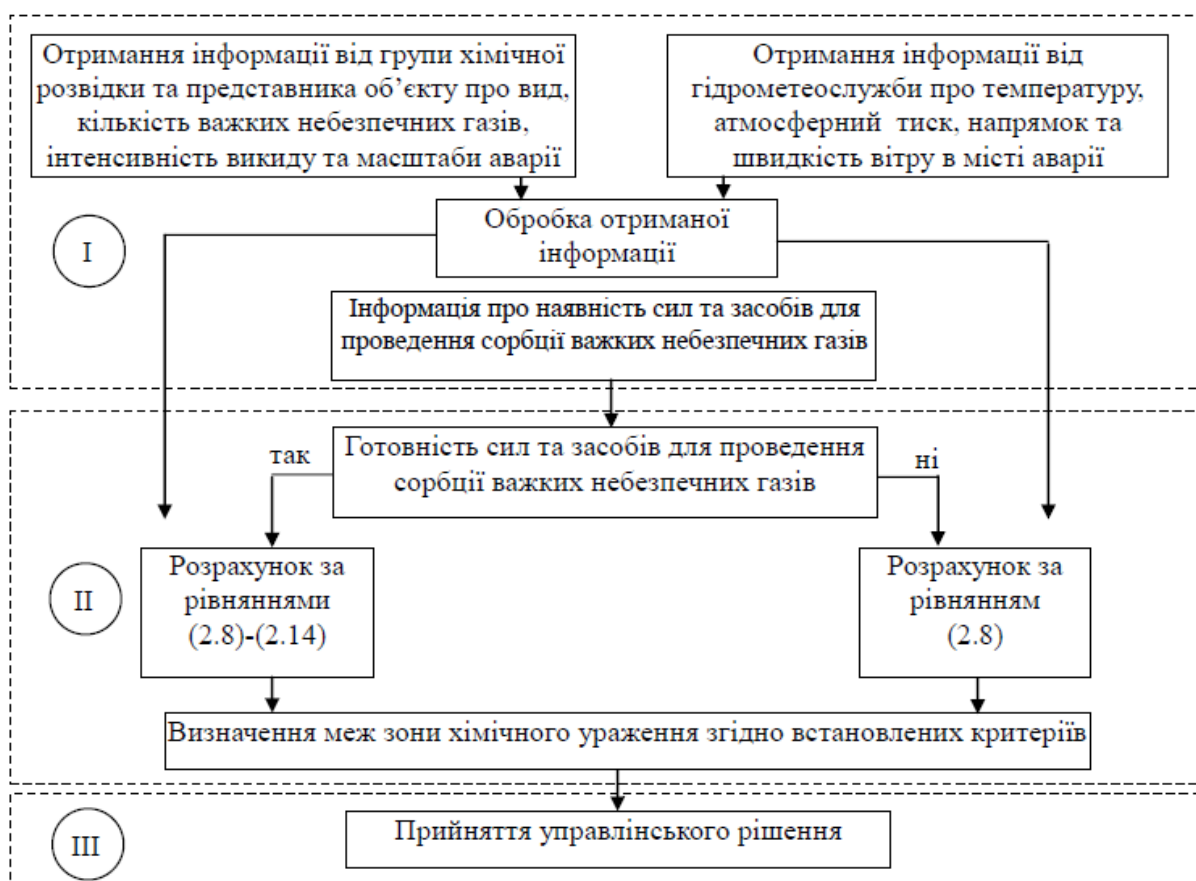 Отримання інформації від групи хімічної
розвідки та представника об’єкту про вид,
кількість важких небезпечних газів,
інтенсивність викиду та масштаби аварії
Отримання інформації від
гідрометеослужби про температуру,
атмосферний тиск, напрямок та
швидкість вітру в місті аварії
I
Обробка отриманої
інформації
Інформація про наявність сил та засобів для
проведення сорбції важких небезпечних газів
II
так
Готовність сил та засобів для проведення
сорбції важких небезпечних газів
ні
Розрахунок за
рівняннями
(2.8)-(2.14)
Розрахунок за
рівнянням
(2.8)
Визначення меж зони хімічного ураження згідно встановлених критеріїв
III
Прийняття управлінського рішення